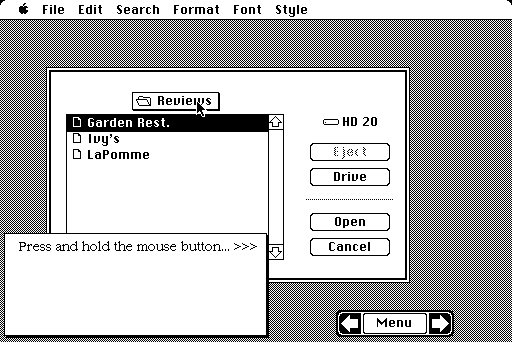 File Edit Search Format Font Style
Reviews
Garden Rest.
Ivy's
LaPomme
HD 20
Eject
Drive
Open
Cancel
Press and hold the mouse button... >>>
Menu